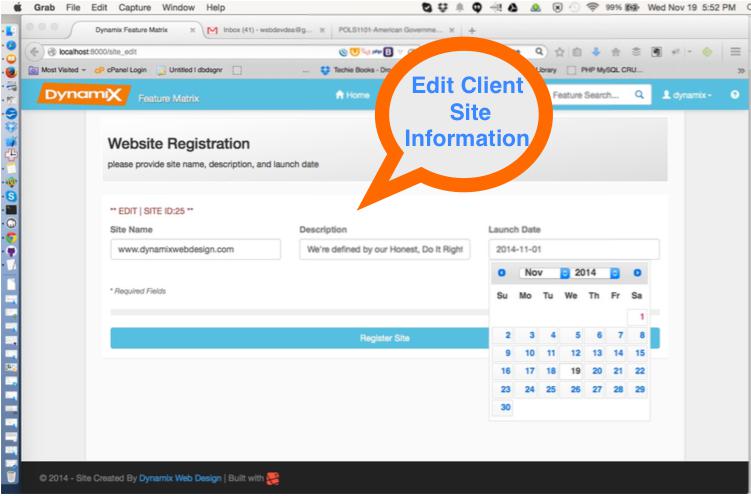 Grab File Edit Capture Window Help
99% Wed Nov 19 5:52 PM
Dynamix Feature Matrix
Inbox (41) - webdevdea@g...
POLS1101-American Governme...
localhost:8000/site_edit
Most Visited
cPanel Login
Untitled | dbdsgnr
Techie Books - Dro
Library
PHP MySQL CRU...
DynamiX Feature Matrix
Home
Feature Search...
dynamix
Edit Client
Site
Information
Website Registration
please provide site name, description, and launch date
** EDIT | SITE ID:25 **
Site Name Description Launch Date
www.dynamixwebdesign.com We're defined by our Honest, Do It Right 2014-11-01
* Required Fields
Register Site
Nov 2014
Su Mo Tu We Th Fr Sa
1
2 3 4 5 6 7 8
9 10 11 12 13 14 15
16 17 18 19 20 21 22
23 24 25 26 27 28 29
30
© 2014 - Site Created By Dynamix Web Design | Built with